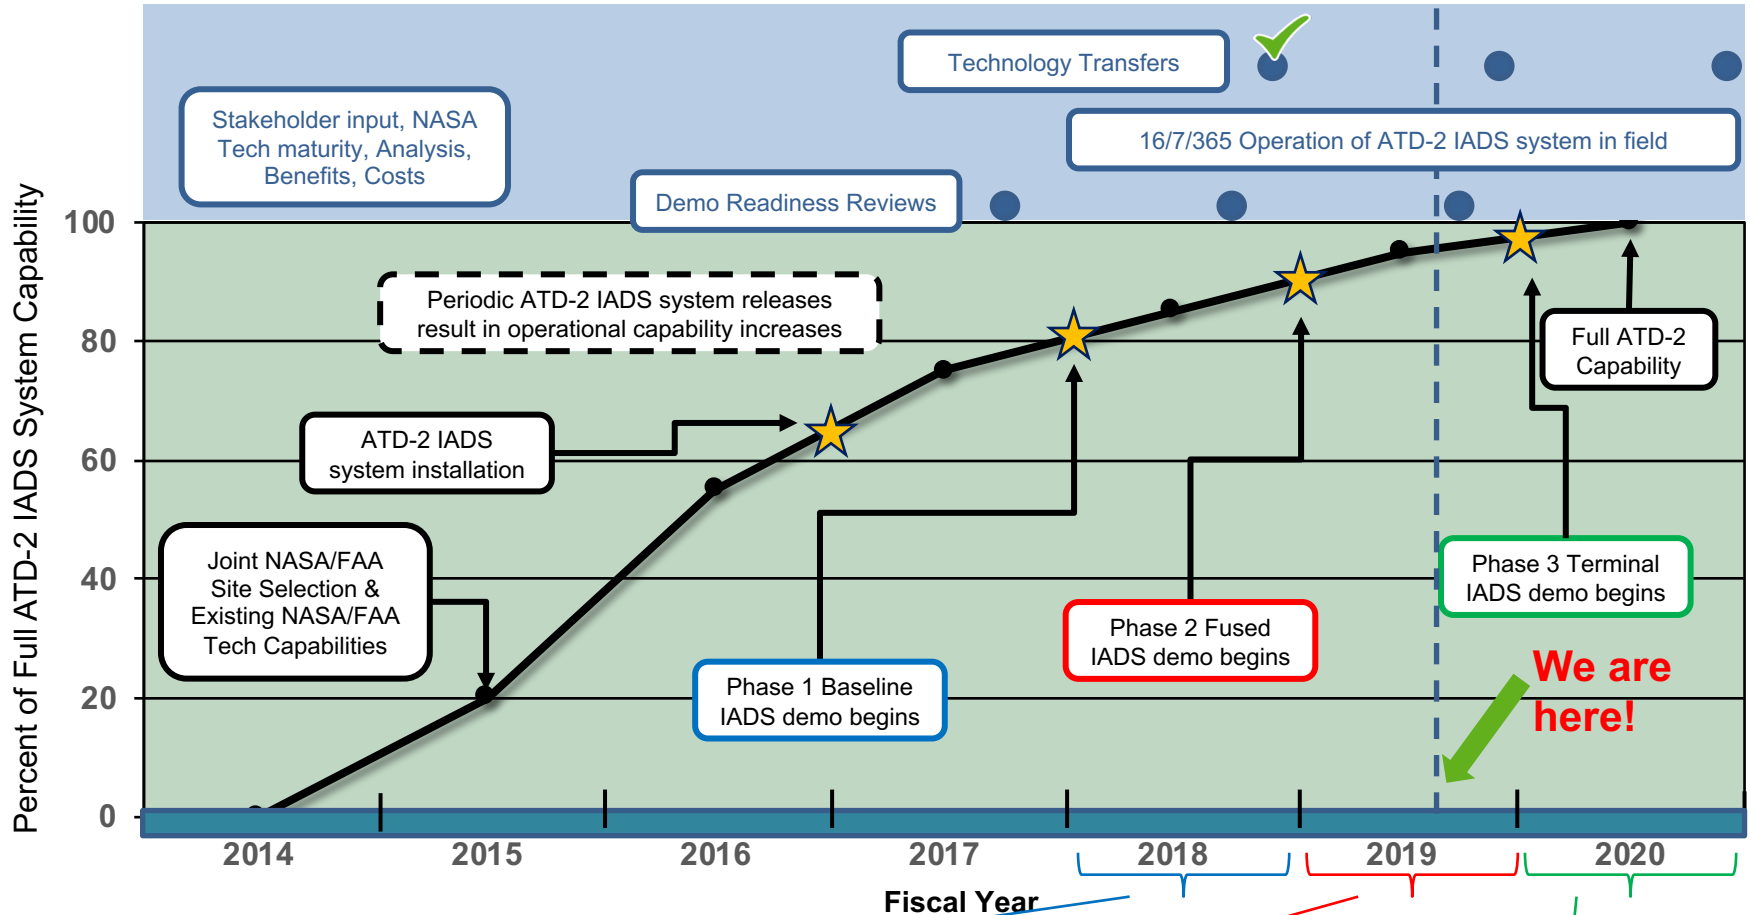 Technology Transfers
Stakeholder input, NASA
Tech maturity, Analysis,
Benefits, Costs
16/7/365 Operation of ATD-2 IADS system in field
Demo Readiness Reviews
Percent of Full ATD-2 IADS System Capability
100
80
60
40
20
0
Periodic ATD-2 IADS system releases
result in operational capability increases
Full ATD-2
Capability
ATD-2 IADS
system installation
Joint NASA/FAA
Site Selection &
Existing NASA/FAA
Tech Capabilities
Phase 3 Terminal
IADS demo begins
Phase 2 Fused
IADS demo begins
Phase 1 Baseline
IADS demo begins
We are
here!
2014 2015 2016 2017 2018 2019 2020
Fiscal Year